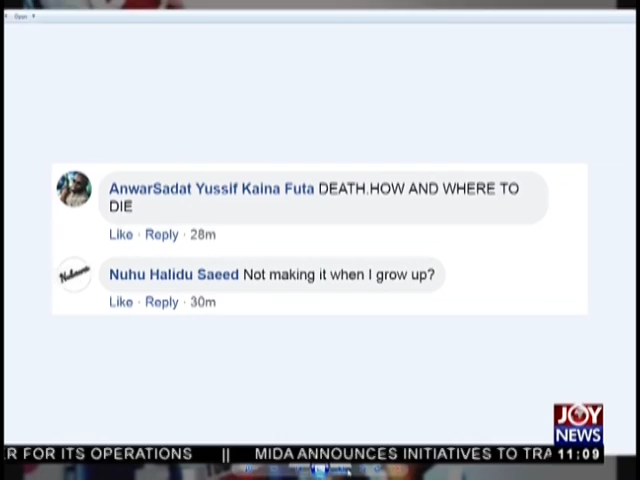 Open
AnwarSadat Yussif Kaina Futa DEATH.HOW AND WHERE TO
DIE
Like · Reply · 28m
Nuhu Halidu Saeed Not making it when I grow up?
Like · Reply · 30m
JOY
NEWS
R FOR ITS OPERATIONS || MIDA ANNOUNCES INITIATIVES TO TRA 11:09